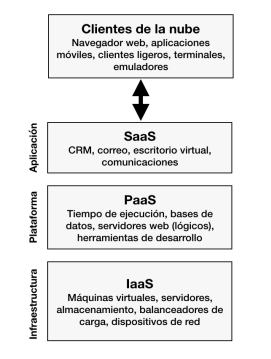 Clientes de la nube
Navegador web, aplicaciones
móviles, clientes ligeros, terminales,
emuladores
Aplicación
SaaS
CRM, correo, escritorio virtual,
comunicaciones
Plataforma
PaaS
Tiempo de ejecución, bases de
datos, servidores web (lógicos),
herramientas de desarrollo
Infraestructura
IaaS
Máquinas virtuales, servidores,
almacenamiento, balanceadores de
carga, dispositivos de red